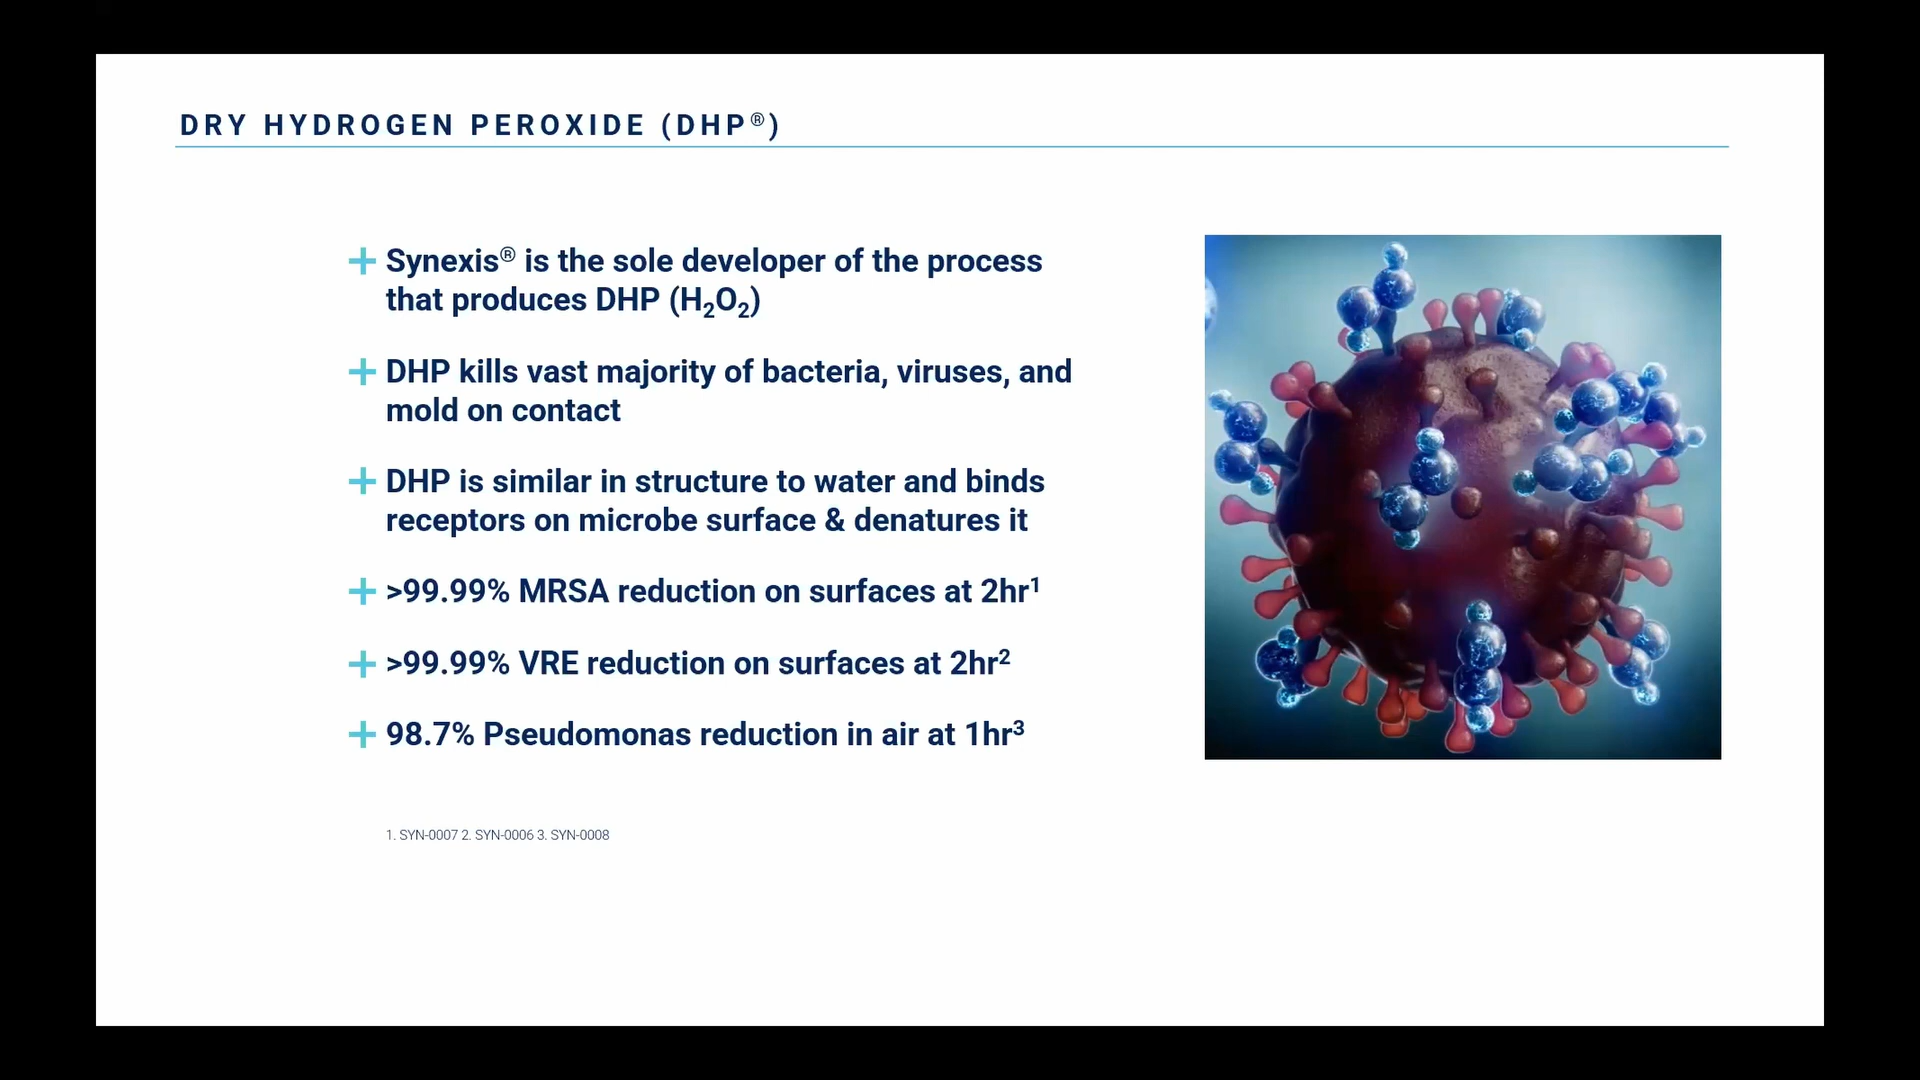 DRY HYDROGEN PEROXIDE (DHP®)
Synexis® is the sole developer of the process
that produces DHP (H₂O₂)
DHP kills vast majority of bacteria, viruses, and
mold on contact
DHP is similar in structure to water and binds
receptors on microbe surface & denatures it
>99.99% MRSA reduction on surfaces at 2hr¹
>99.99% VRE reduction on surfaces at 2hr²
98.7% Pseudomonas reduction in air at 1hr³
1. SYN-0007 2. SYN-0006 3. SYN-0008